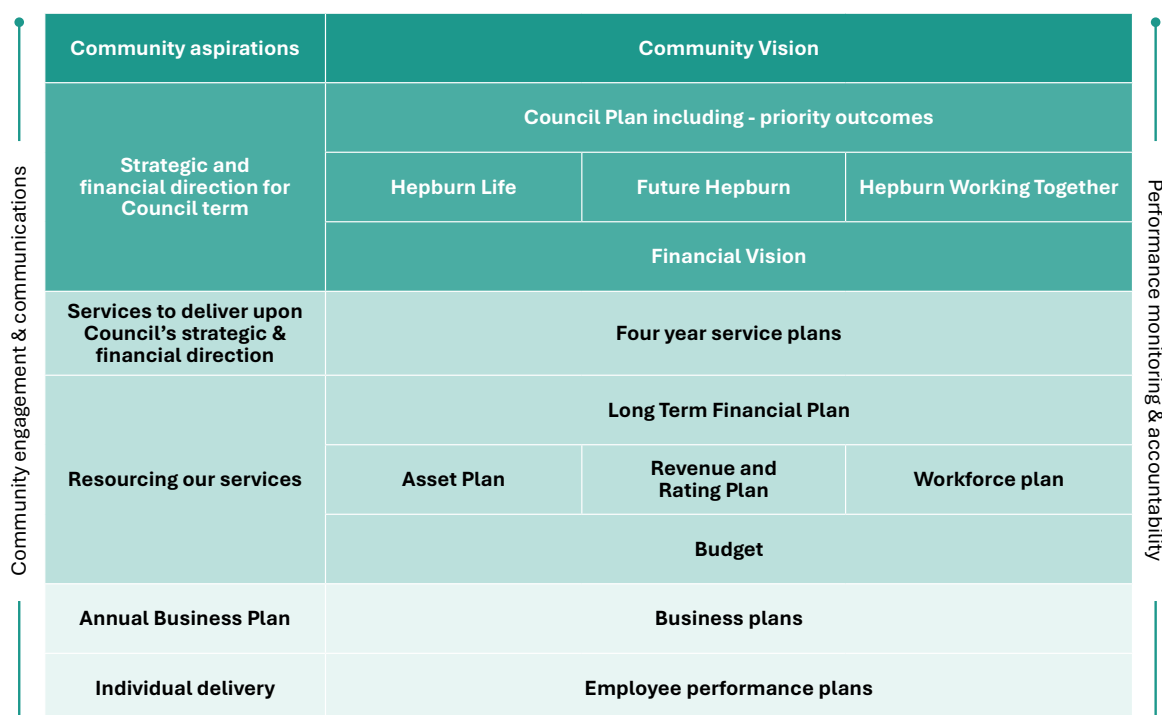 Community aspirations
Community Vision
Strategic and
financial direction for
Council term
Council Plan including - priority outcomes
Hepburn Life
Future Hepburn
Hepburn Working Together
Financial Vision
Services to deliver upon
Council’s strategic &
financial direction
Four year service plans
Resourcing our services
Long Term Financial Plan
Asset Plan
Revenue and
Rating Plan
Workforce plan
Budget
Annual Business Plan
Business plans
Individual delivery
Employee performance plans
Community engagement & communications
Performance monitoring & accountability